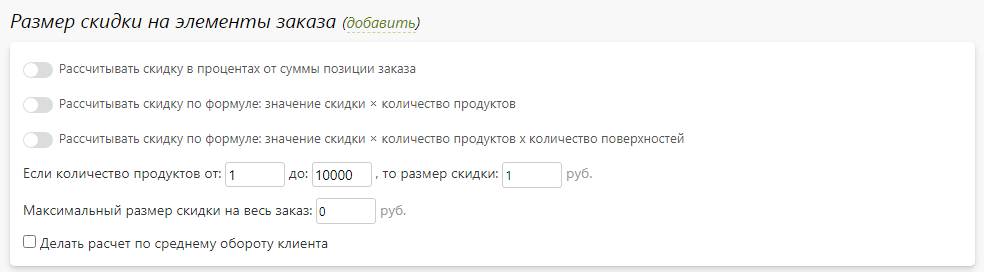 Размер скидки на элементы заказа (добавить)
Рассчитывать скидку в процентах от суммы позиции заказа
Рассчитывать скидку по формуле: значение скидки × количество продуктов
Рассчитывать скидку по формуле: значение скидки × количество продуктов x количество поверхностей
Если количество продуктов от: 1 до: 10000 , то размер скидки: 1 руб.
Максимальный размер скидки на весь заказ: 0 руб.
Делать расчет по среднему обороту клиента